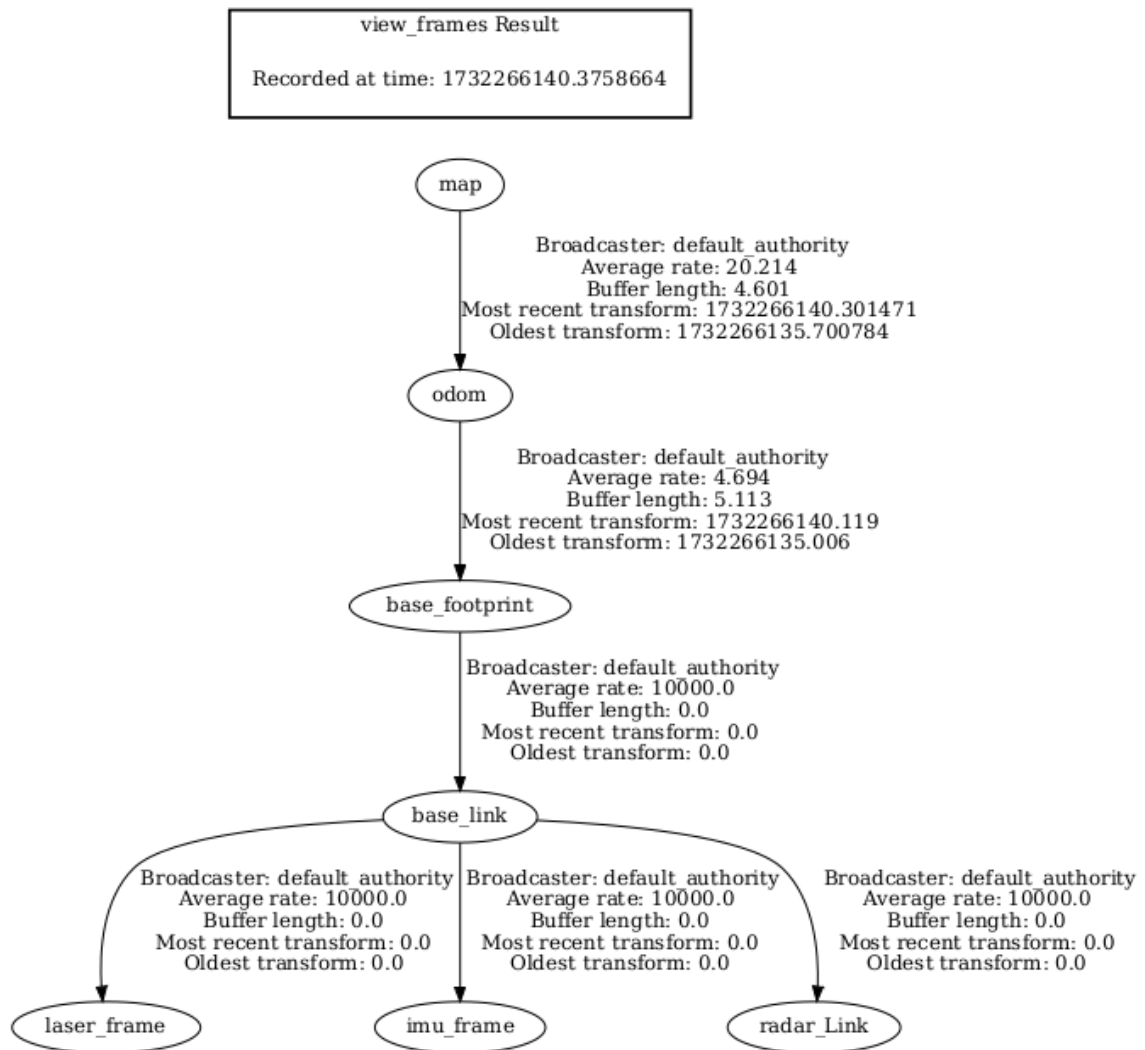 view_frames Result
Recorded at time: 1732266140.3758664
map
Broadcaster: default_authority
Average rate: 20.214
Buffer length: 4.601
Most recent transform: 1732266140.301471
Oldest transform: 1732266135.700784
odom
Broadcaster: default_authority
Average rate: 4.694
Buffer length: 5.113
Most recent transform: 1732266140.119
Oldest transform: 1732266135.006
base_footprint
Broadcaster: default_authority
Average rate: 10000.0
Buffer length: 0.0
Most recent transform: 0.0
Oldest transform: 0.0
base_link
Broadcaster: default_authority
Average rate: 10000.0
Buffer length: 0.0
Most recent transform: 0.0
Oldest transform: 0.0
Broadcaster: default_authority
Average rate: 10000.0
Buffer length: 0.0
Most recent transform: 0.0
Oldest transform: 0.0
Broadcaster: default_authority
Average rate: 10000.0
Buffer length: 0.0
Most recent transform: 0.0
Oldest transform: 0.0
laser_frame
imu_frame
radar_Link